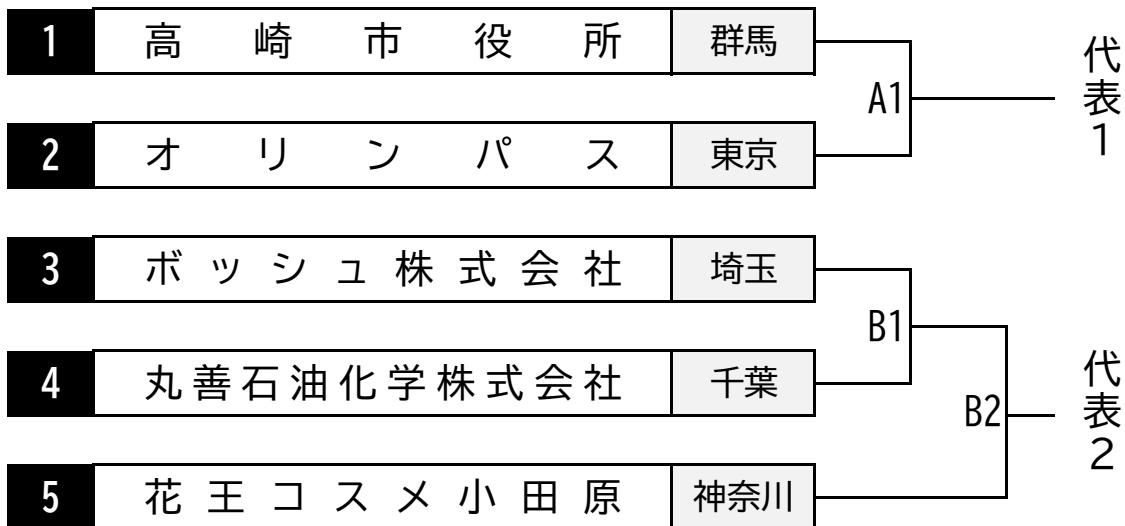 1 高崎市役所 群馬
A1
代表1
2 オリンパス 東京
3 ボッシュ株式会社 埼玉
B1
4 丸善石油化学株式会社 千葉
B2
代表2
5 花王コスメ小田原 神奈川